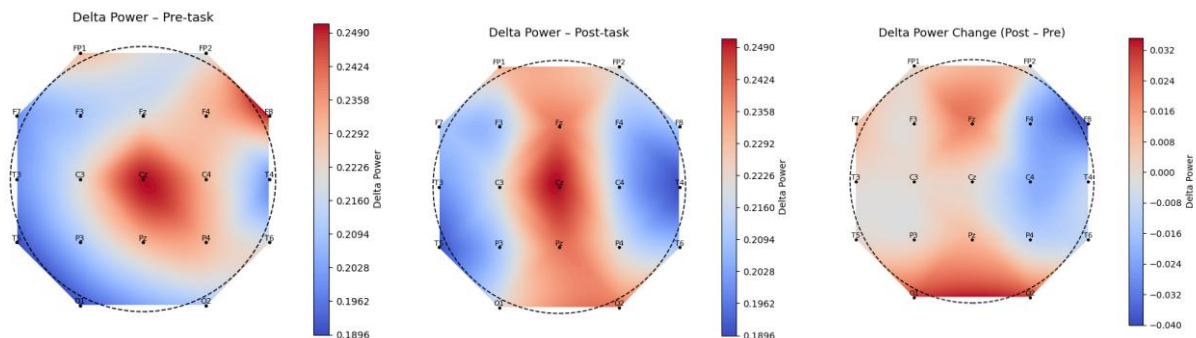 Delta Power – Pre-task
FP1 FP2
F7 F3 Fz F4 F8
T3 C3 Cz C4 T4
T5 P3 Pz P4 T6
O1 O2
0.2490
0.2424
0.2358
0.2292
0.2226
0.2160
0.2094
0.2028
0.1962
0.1896
Delta Power
Delta Power – Post-task
FP1 FP2
F7 F3 Fz F4 F8
T3 C3 Cz C4 T4
T5 P3 Pz P4 T6
O1 O2
0.2490
0.2424
0.2358
0.2292
0.2226
0.2160
0.2094
0.2028
0.1962
0.1896
Delta Power
Delta Power Change (Post – Pre)
FP1 FP2
F7 F3 Fz F4 F8
T3 C3 Cz C4 T4
T5 P3 Pz P4 T6
O1 O2
0.032
0.024
0.016
0.008
0.000
−0.008
−0.016
−0.024
−0.032
−0.040
Delta Power